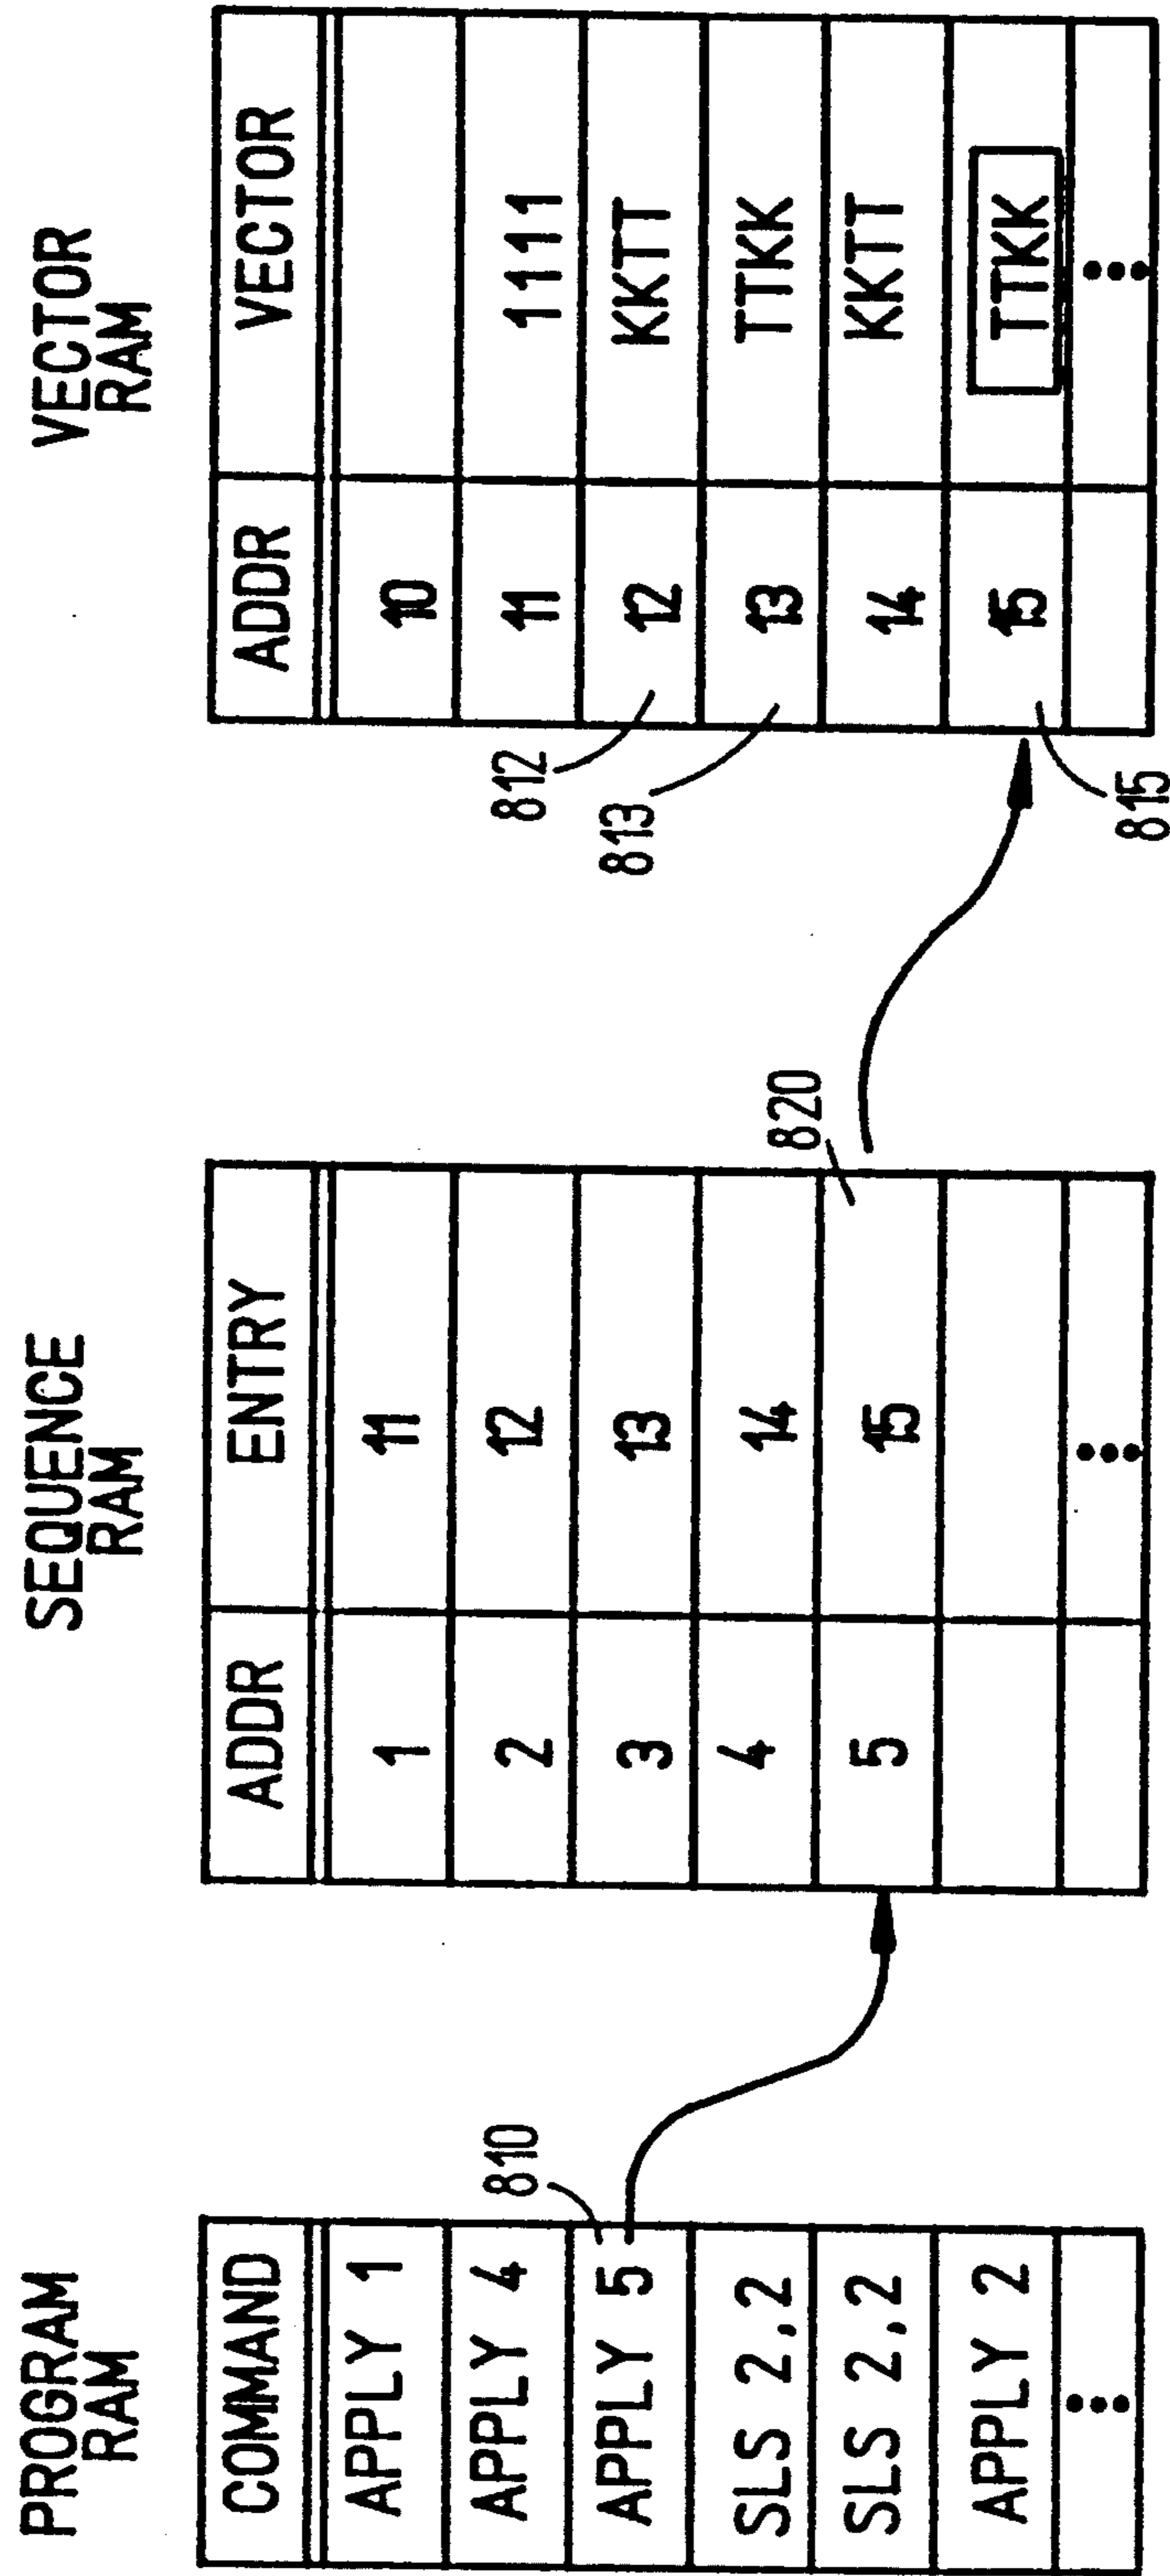 PROGRAM
RAM
COMMAND
APPLY 1
APPLY 4
APPLY 5
SLS 2,2
SLS 2,2
APPLY 2
810
SEQUENCE
RAM
ADDR ENTRY
1 11
2 12
3 13
4 14
5 15
820
VECTOR
RAM
ADDR VECTOR
10
11 1111
12 KKTT
13 TTKK
14 KKTT
15 TTKK
812
813
815